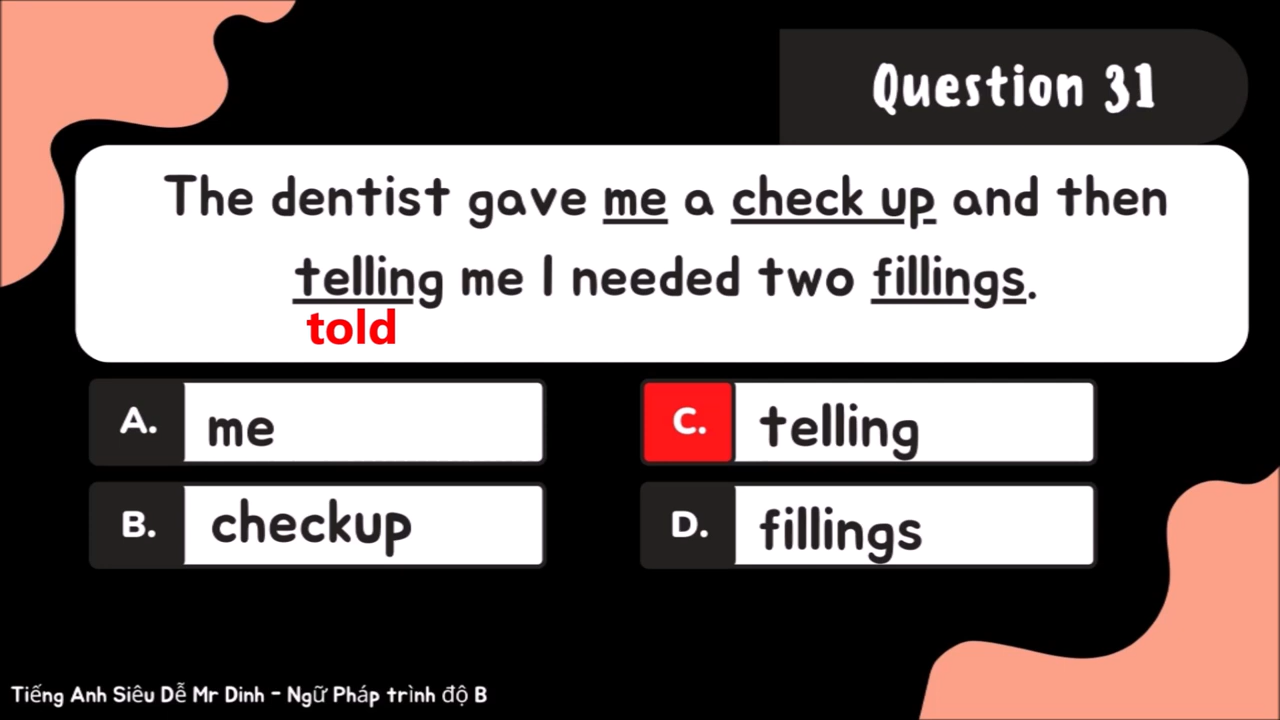 Question 31
The dentist gave me a check up and then
telling me I needed two fillings.
told
A. me
C. telling
B. checkup
D. fillings
Tiếng Anh Siêu Dễ Mr Dinh - Ngữ Pháp trình độ B